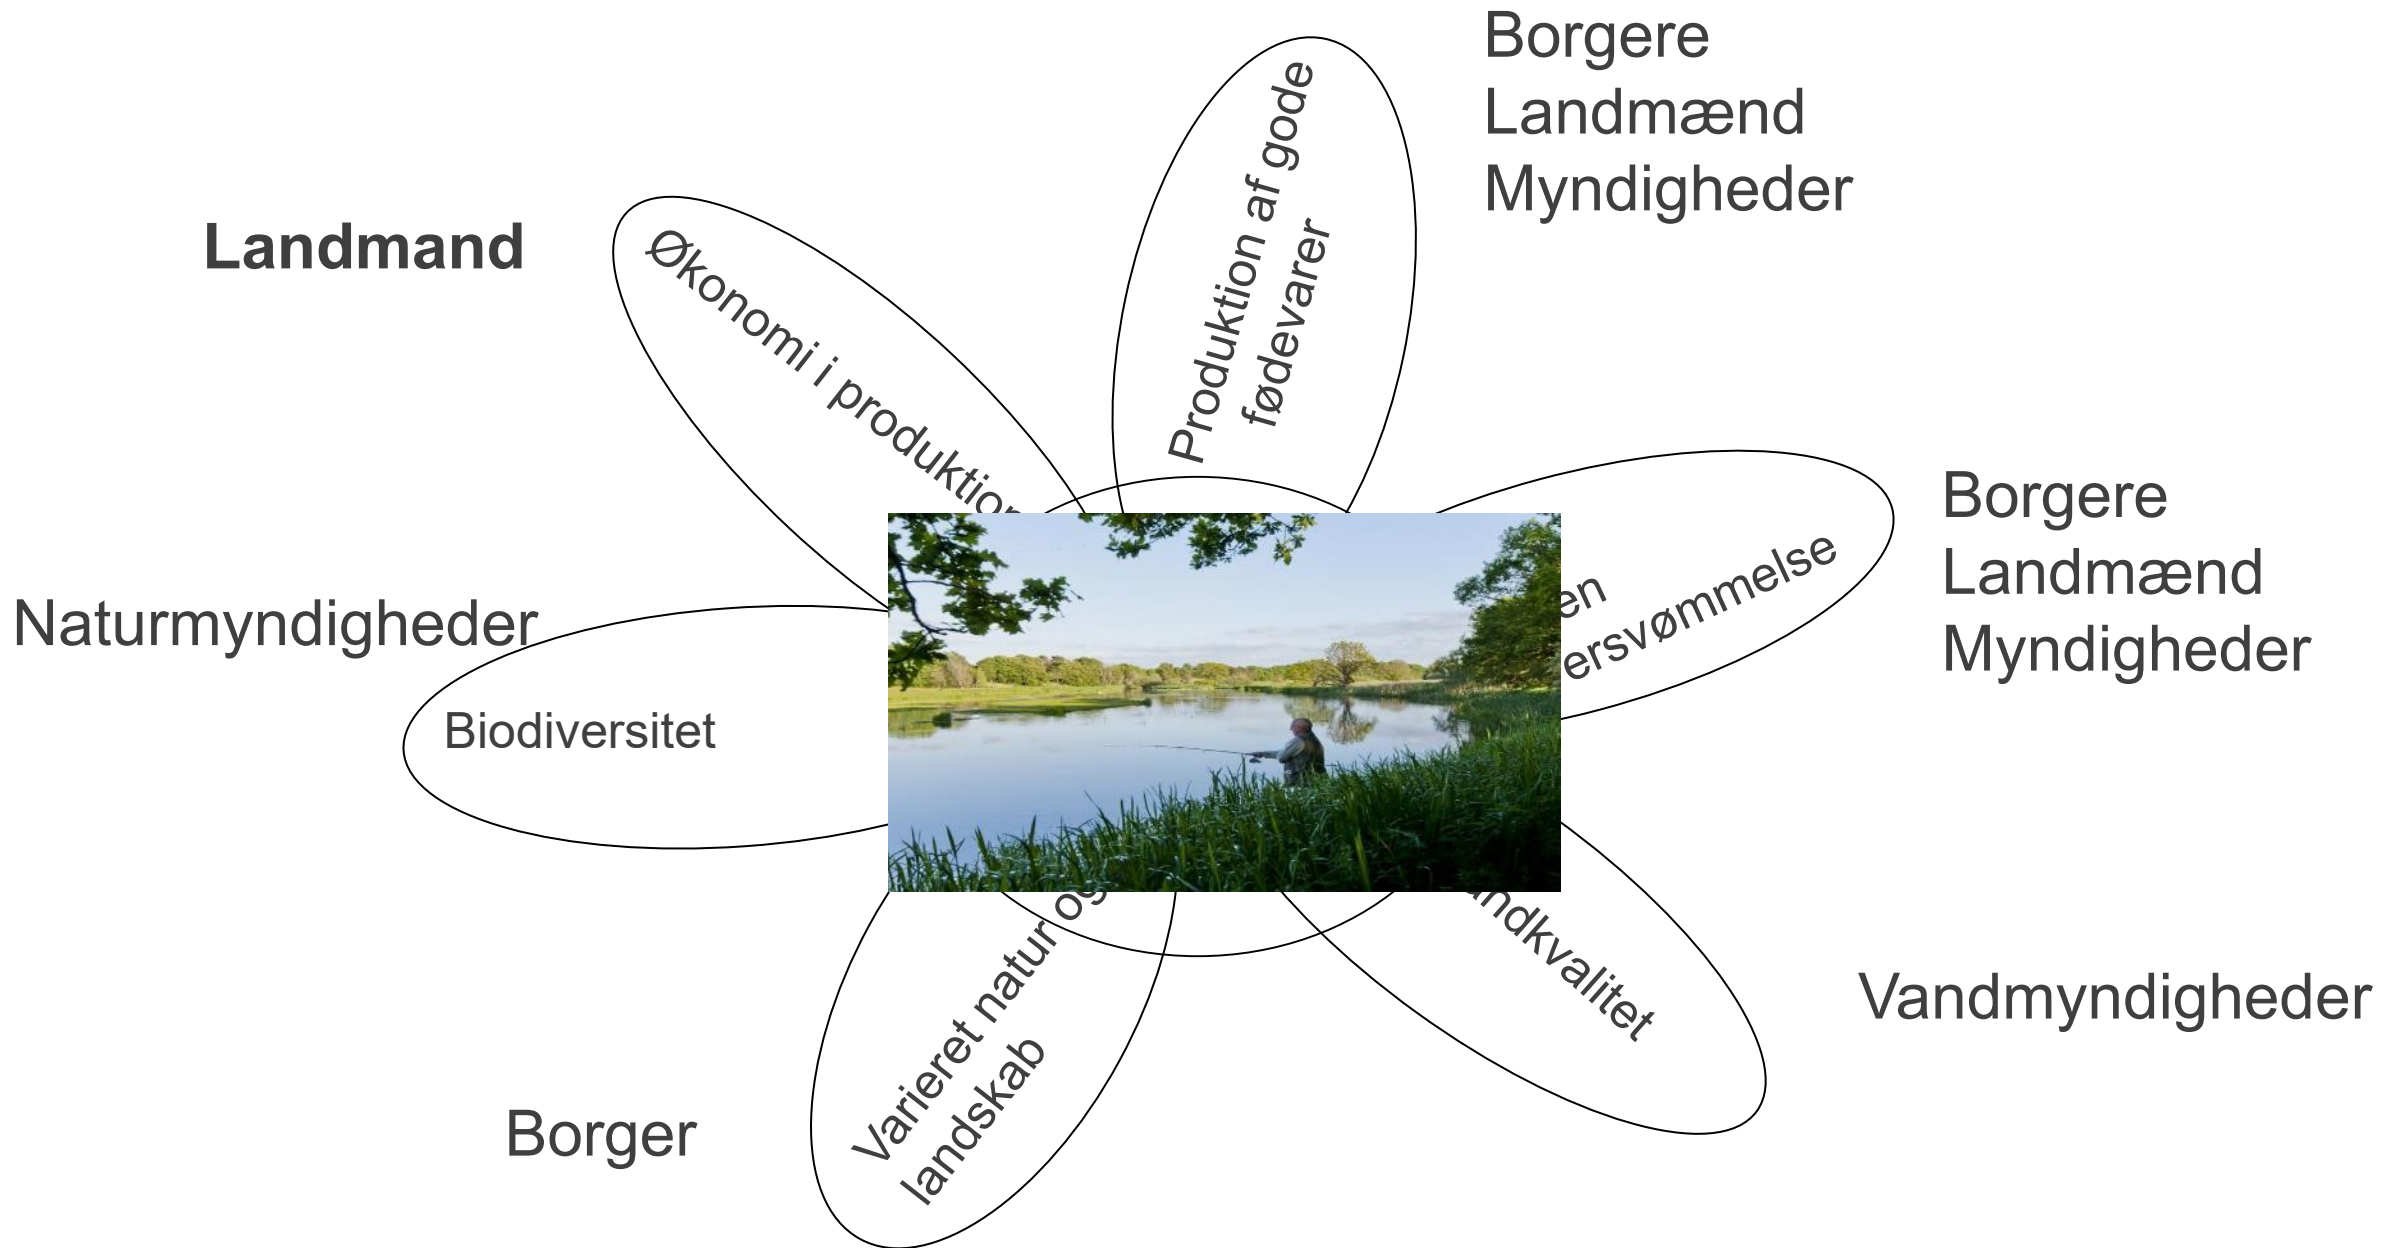 Borgere
Landmænd
Myndigheder
Produktion af gode
fødevarer
Landmand
Økonomi i produktion
Borgere
Landmænd
Myndigheder
Naturmyndigheder
Biodiversitet
Varieret natur og
landskab
Vandmyndigheder
Borger